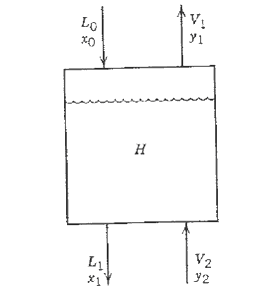 L₀ V₁
x₀ y₁
H
L₁ V₂
x₁ y₂